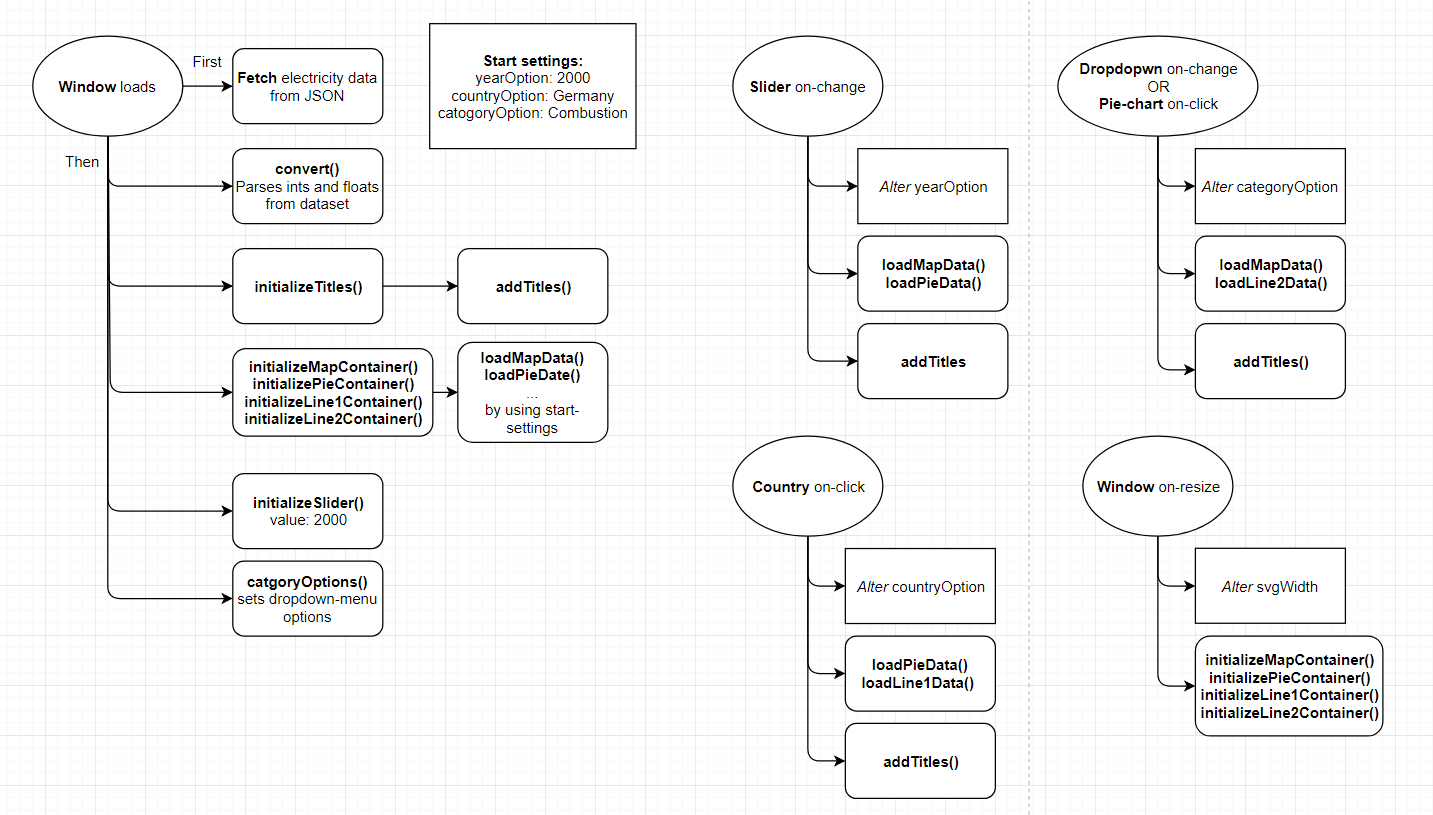 Window loads
First
Fetch electricity data
from JSON
Start settings:
yearOption: 2000
countryOption: Germany
catogoryOption: Combustion
Then
convert()
Parses ints and floats
from dataset
initializeTitles()
addTitles()
initializeMapContainer()
initializePieContainer()
initializeLine1Container()
initializeLine2Container()
loadMapData()
loadPieDate()
...
by using start-
settings
initializeSlider()
value: 2000
catgoryOptions()
sets dropdown-menu
options
Slider on-change
Alter yearOption
loadMapData()
loadPieData()
addTitles
Dropdopwn on-change
OR
Pie-chart on-click
Alter categoryOption
loadMapData()
loadLine2Data()
addTitles()
Country on-click
Alter countryOption
loadPieData()
loadLine1Data()
addTitles()
Window on-resize
Alter svgWidth
initializeMapContainer()
initializePieContainer()
initializeLine1Container()
initializeLine2Container()